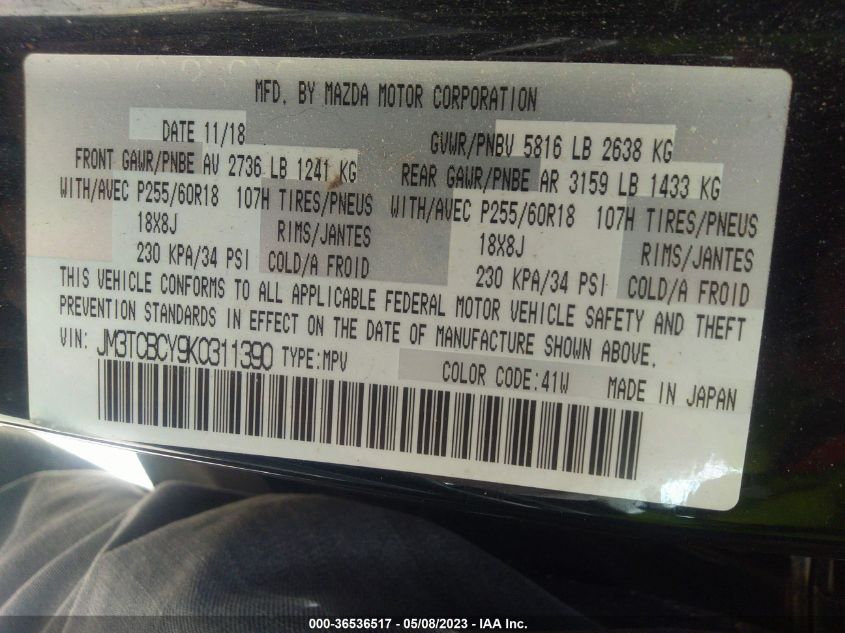 MFD. BY MAZDA MOTOR CORPORATION
DATE 11/18 GVWR/PNBV 5816 LB 2638 KG
FRONT GAWR/PNBE AV 2736 LB 1241 KG REAR GAWR/PNBE AR 3159 LB 1433 KG
WITH/AVEC P255/60R18 107H TIRES/PNEUS WITH/AVEC P255/60R18 107H TIRES/PNEUS
18X8J RIMS/JANTES 18X8J RIMS/JANTES
230 KPA/34 PSI COLD/A FROID 230 KPA/34 PSI COLD/A FROID
THIS VEHICLE CONFORMS TO ALL APPLICABLE FEDERAL MOTOR VEHICLE SAFETY AND THEFT
PREVENTION STANDARDS IN EFFECT ON THE DATE OF MANUFACTURE SHOWN ABOVE.
VIN: JM3TCBCY9K0311390 TYPE:MPV COLOR CODE:41W MADE IN JAPAN
000-36536517 - 05/08/2023 - IAA Inc.